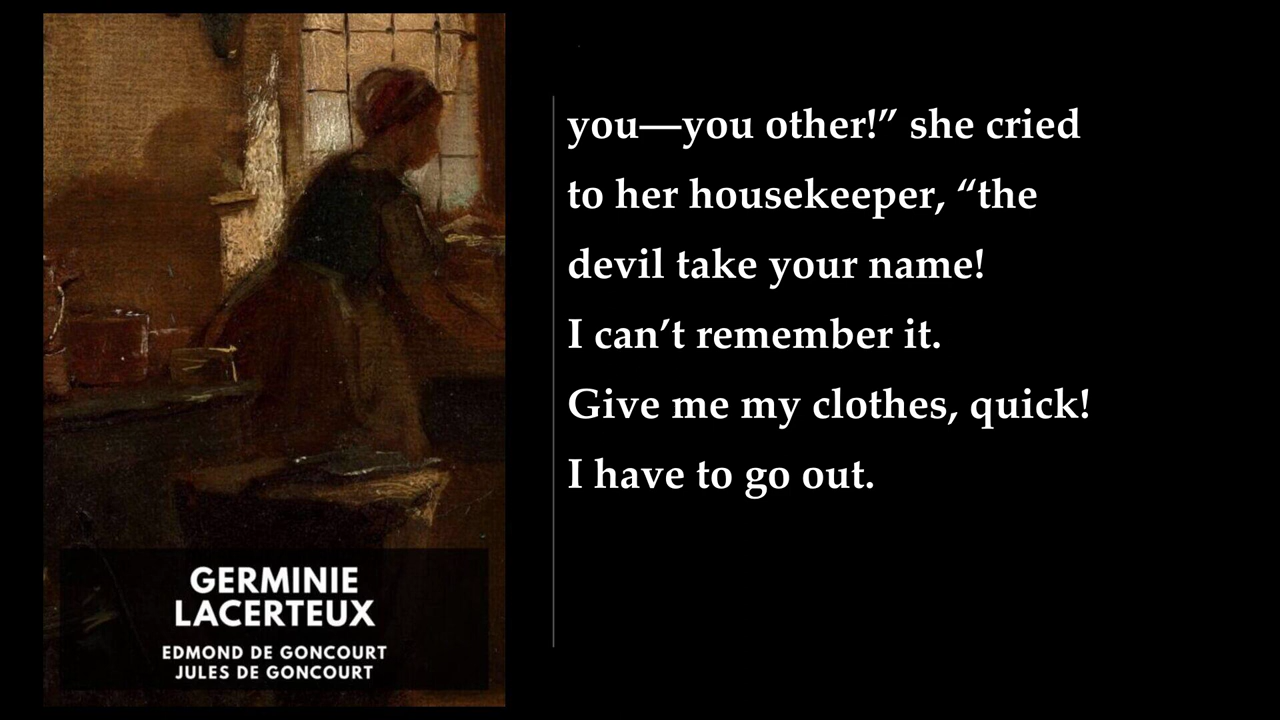 you—you other!” she cried
to her housekeeper, “the
devil take your name!
I can’t remember it.
Give me my clothes, quick!
I have to go out.
GERMINIE
LACERTEUX
EDMOND DE GONCOURT
JULES DE GONCOURT